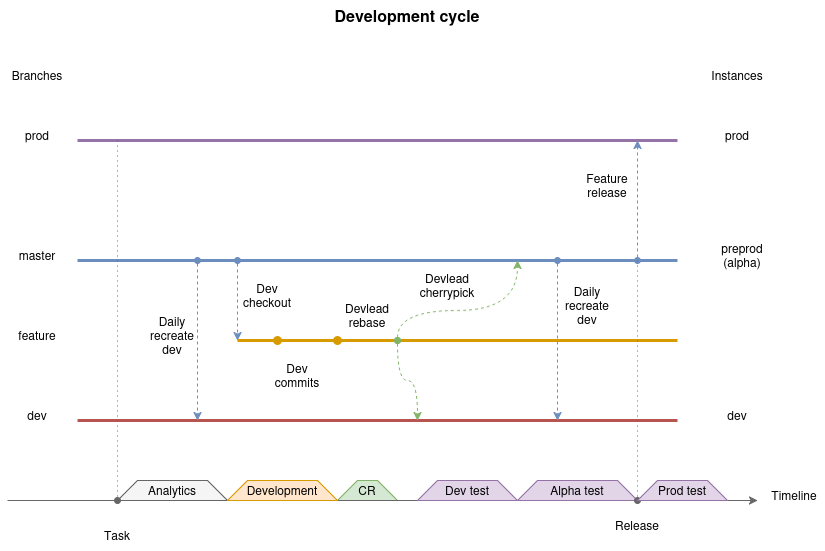 Development cycle
Branches
Instances
prod
prod
Feature
release
master
preprod
(alpha)
Dev
checkout
Devlead
cherrypick
Daily
recreate
dev
Devlead
rebase
Daily
recreate
dev
feature
Dev
commits
dev
dev
Analytics
Development
CR
Dev test
Alpha test
Prod test
Timeline
Task
Release